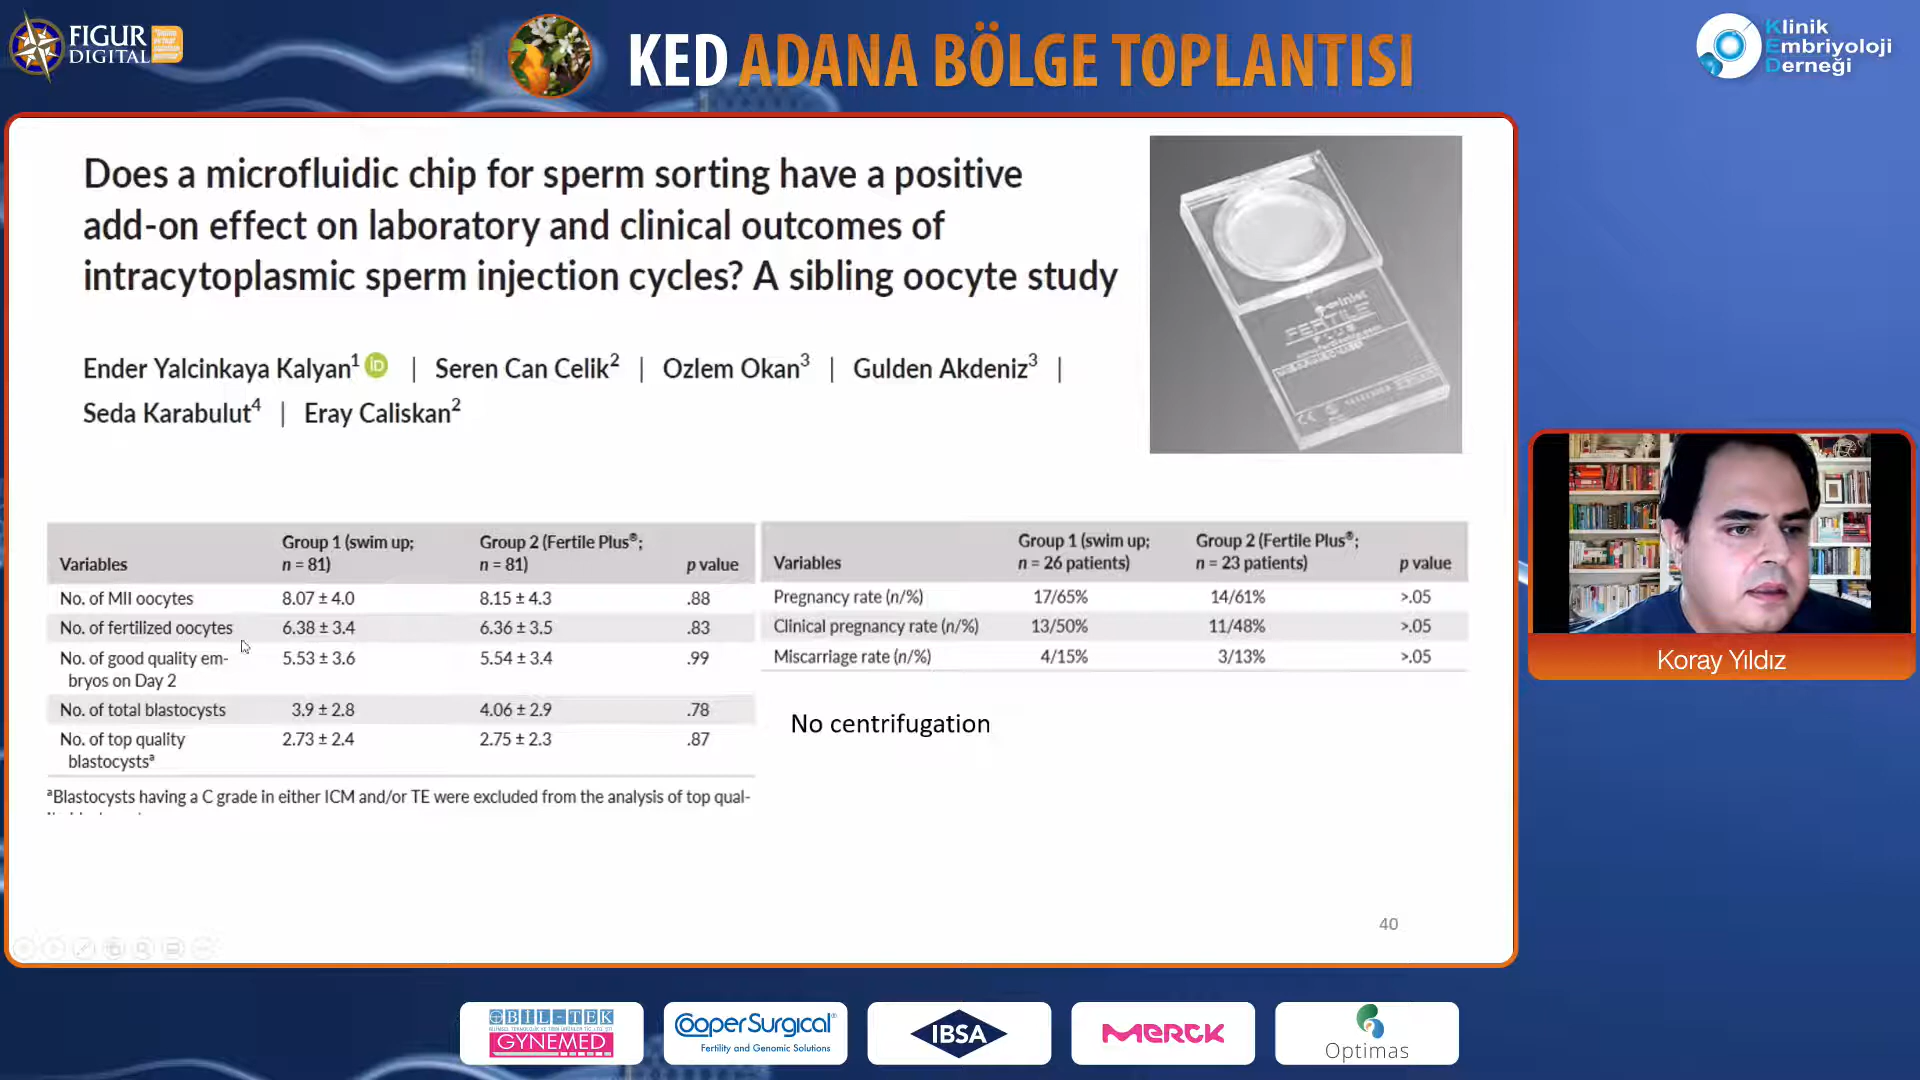 FIGUR
DIGITAL
KED ADANA BÖLGE TOPLANTISI
Klinik
Embriyoloji
Derneği
Does a microfluidic chip for sperm sorting have a positive
add-on effect on laboratory and clinical outcomes of
intracytoplasmic sperm injection cycles? A sibling oocyte study
Ender Yalcinkaya Kalyan1 iD | Seren Can Celik2 | Ozlem Okan3 | Gulden Akdeniz3 |
Seda Karabulut4 | Eray Caliskan2
inlet
FERTILE
PLUS
Variables Group 1 (swim up; n = 81) Group 2 (Fertile Plus®; n = 81) p value
No. of MII oocytes 8.07 ± 4.0 8.15 ± 4.3 .88
No. of fertilized oocytes 6.38 ± 3.4 6.36 ± 3.5 .83
No. of good quality em-
bryos on Day 2 5.53 ± 3.6 5.54 ± 3.4 .99
No. of total blastocysts 3.9 ± 2.8 4.06 ± 2.9 .78
No. of top quality
blastocystsa 2.73 ± 2.4 2.75 ± 2.3 .87
aBlastocysts having a C grade in either ICM and/or TE were excluded from the analysis of top qual-
Variables Group 1 (swim up; n = 26 patients) Group 2 (Fertile Plus®; n = 23 patients) p value
Pregnancy rate (n/%) 17/65% 14/61% >.05
Clinical pregnancy rate (n/%) 13/50% 11/48% >.05
Miscarriage rate (n/%) 4/15% 3/13% >.05
No centrifugation
40
Koray Yıldız
BİL-TEK
GYNEMED
CooperSurgical®
Fertility and Genomic Solutions
IBSA
MERCK
Optimas